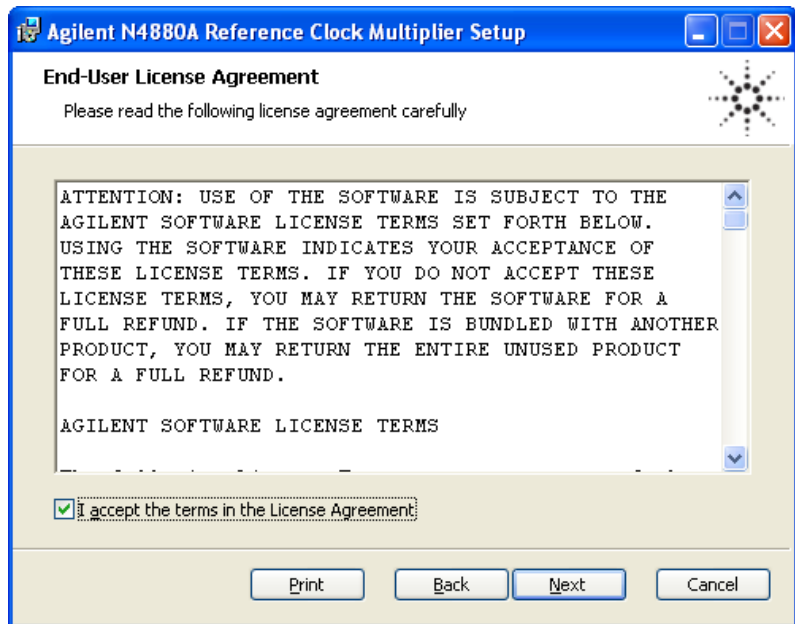 Agilent N4880A Reference Clock Multiplier Setup
End-User License Agreement
Please read the following license agreement carefully
ATTENTION: USE OF THE SOFTWARE IS SUBJECT TO THE
AGILENT SOFTWARE LICENSE TERMS SET FORTH BELOW.
USING THE SOFTWARE INDICATES YOUR ACCEPTANCE OF
THESE LICENSE TERMS. IF YOU DO NOT ACCEPT THESE
LICENSE TERMS, YOU MAY RETURN THE SOFTWARE FOR A
FULL REFUND. IF THE SOFTWARE IS BUNDLED WITH ANOTHER
PRODUCT, YOU MAY RETURN THE ENTIRE UNUSED PRODUCT
FOR A FULL REFUND.
AGILENT SOFTWARE LICENSE TERMS
I accept the terms in the License Agreement
Print
Back
Next
Cancel